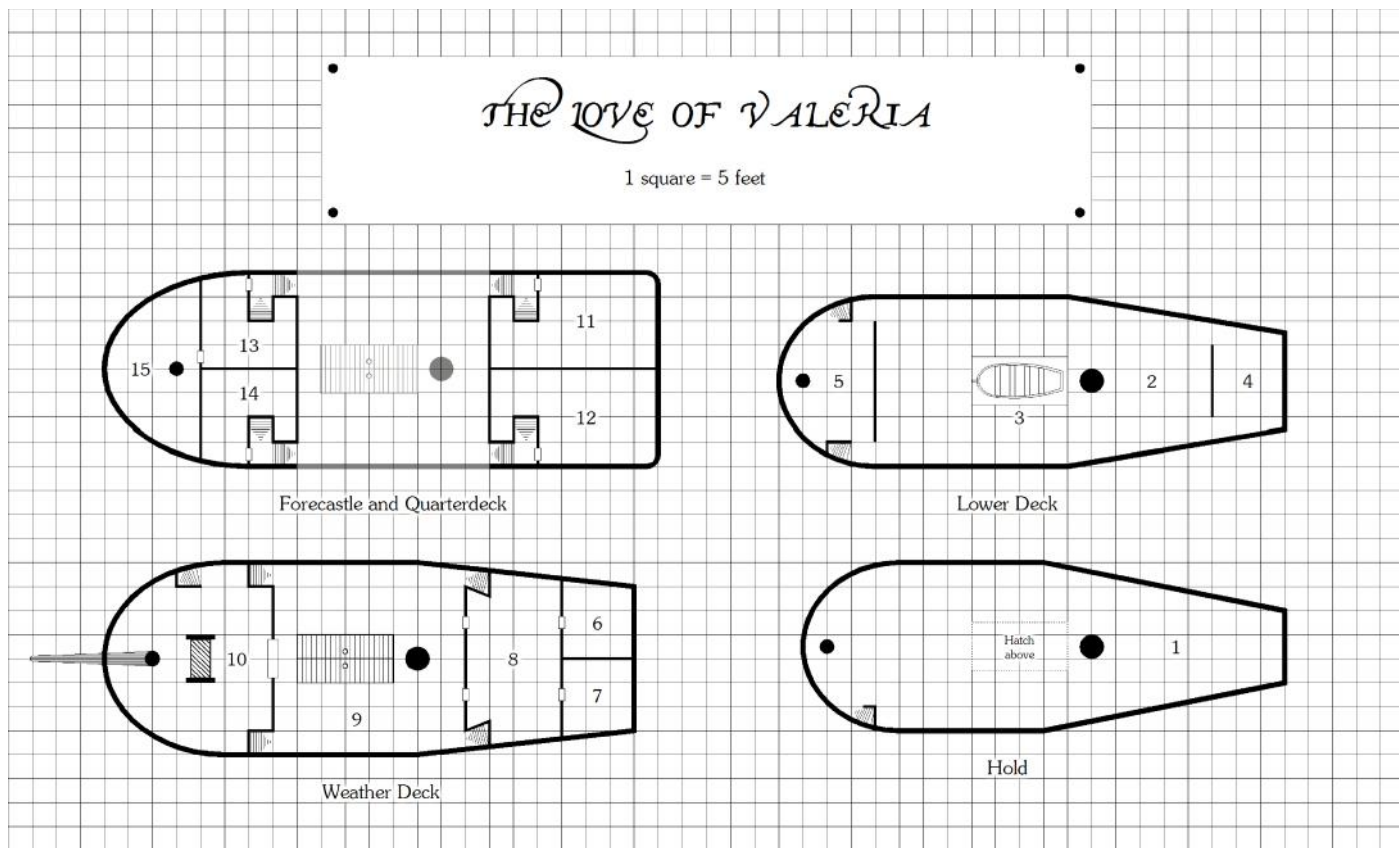 THE LOVE OF VALERIA
1 square = 5 feet
11
13
15
14
12
Forecastle and Quarterdeck
5
2
4
3
Lower Deck
6
10
8
7
9
Weather Deck
Hatch
above
1
Hold